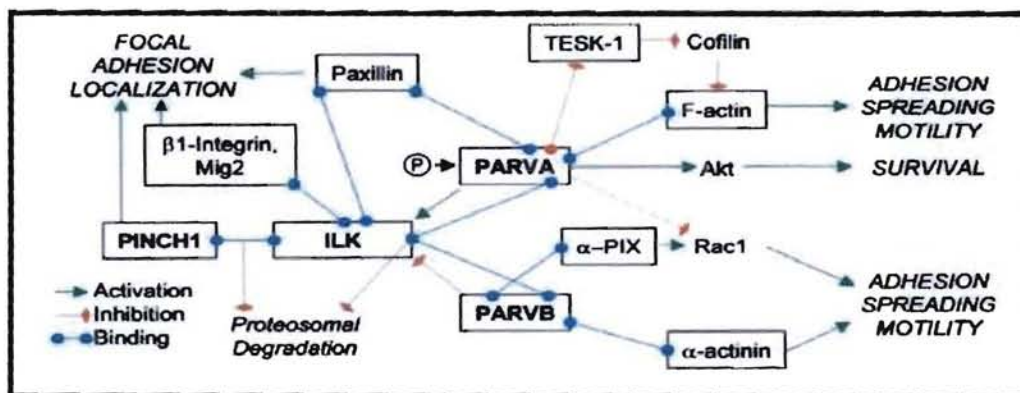 FOCAL
ADHESION
LOCALIZATION
Paxillin
TESK-1
Cofilin
F-actin
ADHESION
SPREADING
MOTILITY
β1-Integrin,
Mig2
P
PARVA
Akt
SURVIVAL
PINCH1
ILK
α–PIX
Rac1
Activation
Inhibition
Binding
Proteosomal
Degradation
PARVB
α-actinin
ADHESION
SPREADING
MOTILITY